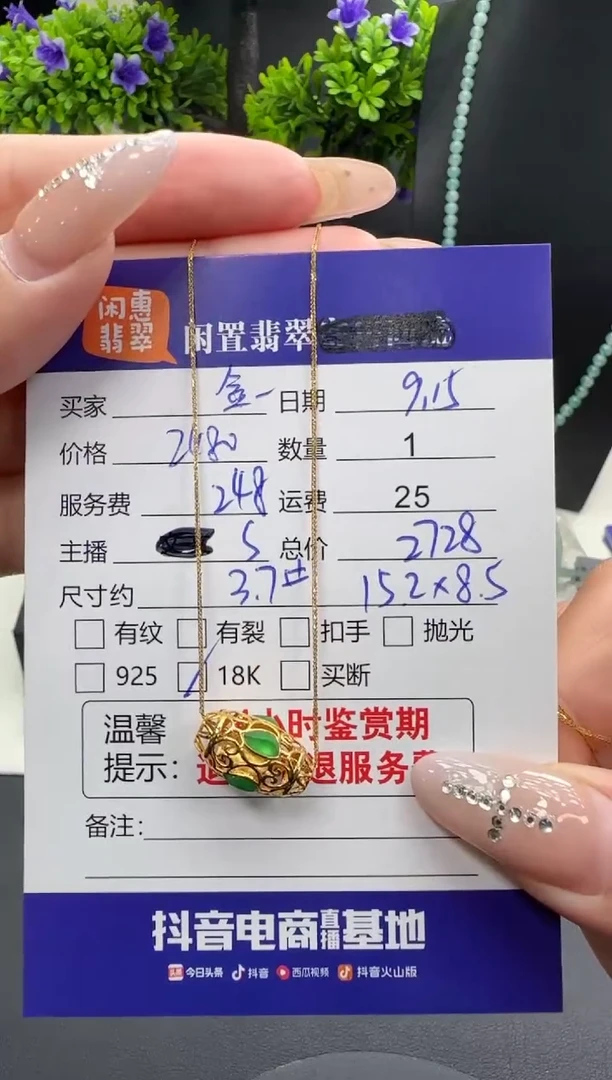 闲惠
翡翠
闲置翡翠
买家 金一 日期 9.15
价格 2480 数量 1
服务费 248 运费 25
主播 5 总价 2728
尺寸约 3.7 15.2×8.5
有纹 有裂 扣手 抛光
925 18K 买断
温馨 小时鉴赏期
提示： 退服务费
备注：
抖音电商直播基地
今日头条 抖音 西瓜视频 抖音火山版